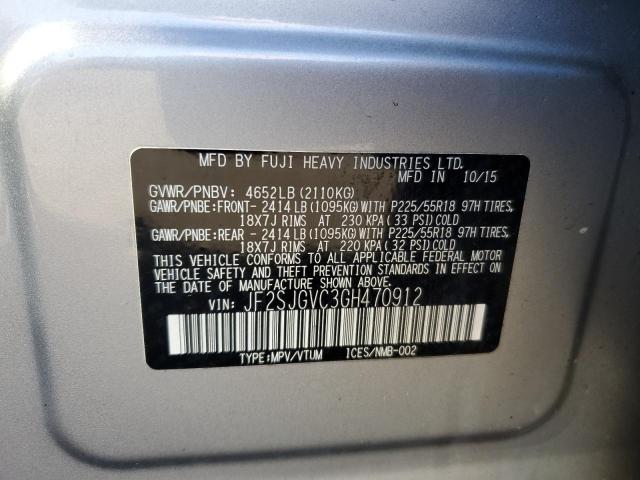 MFD BY FUJI HEAVY INDUSTRIES LTD.
MFD IN 10/15
GVWR/PNBV: 4652LB(2110KG)
GAWR/PNBE:FRONT- 2414LB(1095KG)WITH P225/55R18 97H TIRES,
18X7J RIMS AT 230 KPA(33 PSI)COLD
GAWR/PNBE:REAR - 2414LB(1095KG)WITH P225/55R18 97H TIRES,
18X7J RIMS AT 220 KPA(32 PSI)COLD
THIS VEHICLE CONFORMS TO ALL APPLICABLE FEDERAL MOTOR
VEHICLE SAFETY AND THEFT PREVENTION STANDARDS IN EFFECT
ON THE DATE OF MANUFACTURE SHOWN ABOVE.
VIN: JF2SJGVC3GH470912
TYPE:MPV/VTUM ICES/NMB-002